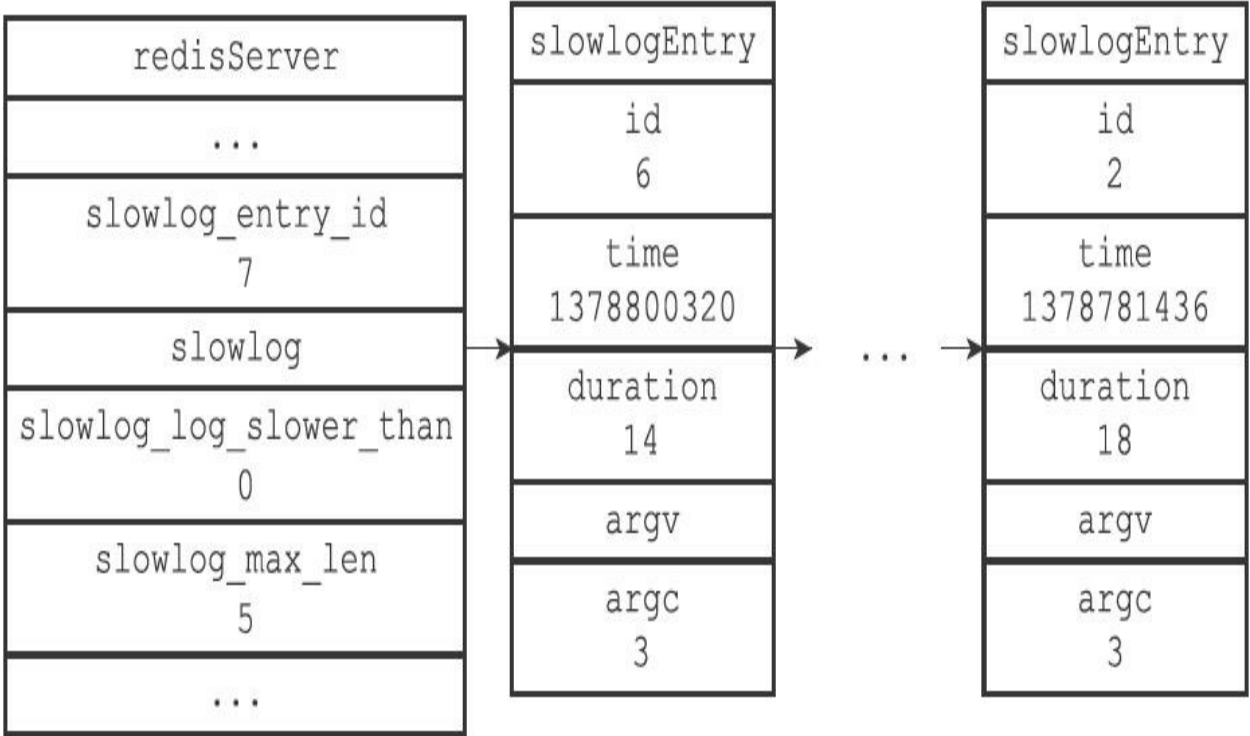 redisServer
...
slowlog_entry_id
7
slowlog
slowlog_log_slower_than
0
slowlog_max_len
5
...
slowlogEntry
id
6
time
1378800320
duration
14
argv
argc
3
...
slowlogEntry
id
2
time
1378781436
duration
18
argv
argc
3